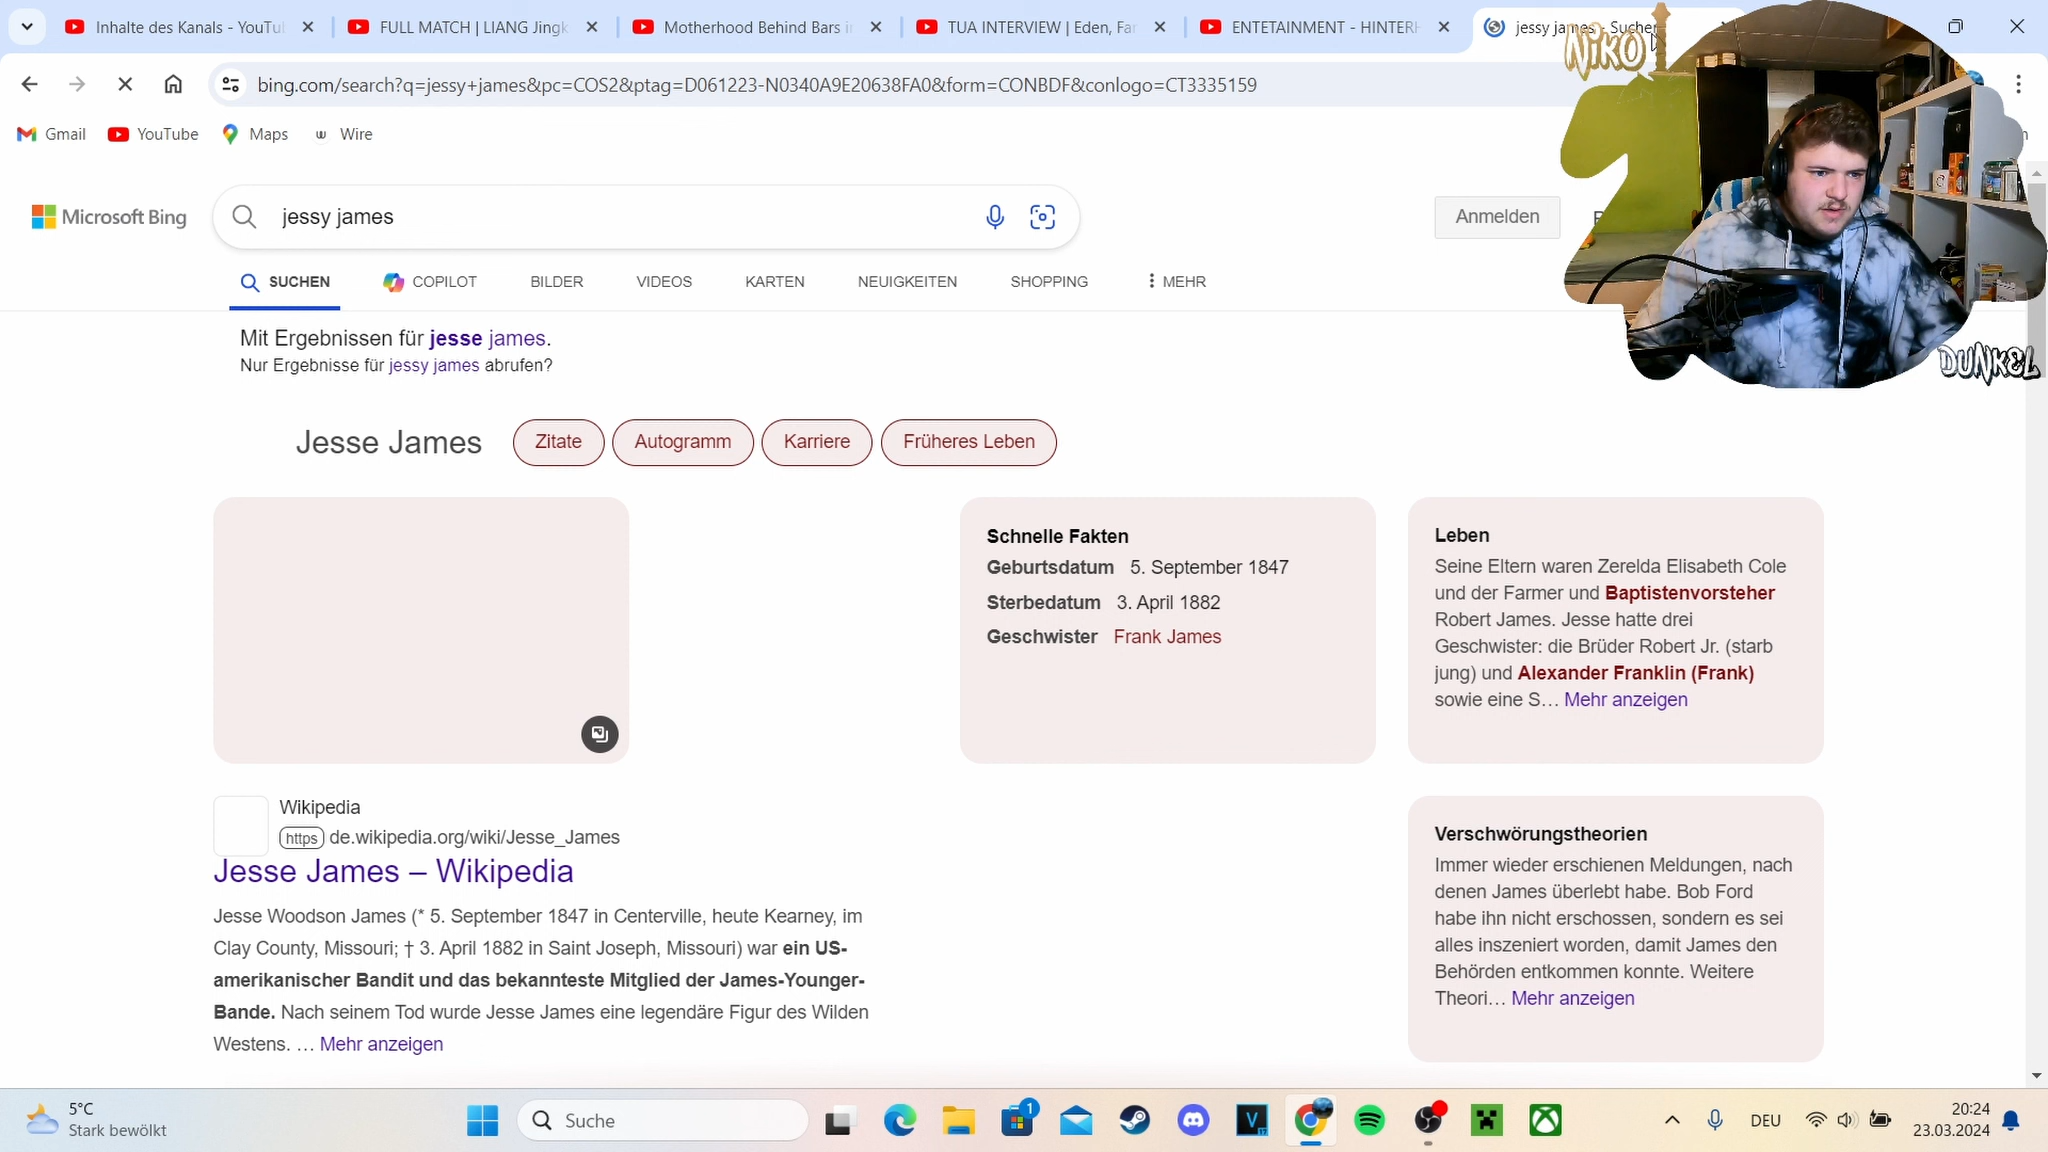 Inhalte des Kanals - YouTu
FULL MATCH | LIANG Jingk
Motherhood Behind Bars i
TUA INTERVIEW | Eden, Far
ENTETAINMENT - HINTERH
jessy james - Suchen
bing.com/search?q=jessy+james&pc=COS2&ptag=D061223-N0340A9E20638FA0&form=CONBDF&conlogo=CT3335159
NIKO
Gmail
YouTube
Maps
Wire
Microsoft Bing
jessy james
Anmelden
SUCHEN
COPILOT
BILDER
VIDEOS
KARTEN
NEUIGKEITEN
SHOPPING
MEHR
DUNKEL
Mit Ergebnissen für jesse james.
Nur Ergebnisse für jessy james abrufen?
Jesse James
Zitate
Autogramm
Karriere
Früheres Leben
Schnelle Fakten
Geburtsdatum 5. September 1847
Sterbedatum 3. April 1882
Geschwister Frank James
Leben
Seine Eltern waren Zerelda Elisabeth Cole
und der Farmer und Baptistenvorsteher
Robert James. Jesse hatte drei
Geschwister: die Brüder Robert Jr. (starb
jung) und Alexander Franklin (Frank)
sowie eine S… Mehr anzeigen
Wikipedia
https de.wikipedia.org/wiki/Jesse_James
Jesse James – Wikipedia
Jesse Woodson James (* 5. September 1847 in Centerville, heute Kearney, im
Clay County, Missouri; † 3. April 1882 in Saint Joseph, Missouri) war ein US-
amerikanischer Bandit und das bekannteste Mitglied der James-Younger-
Bande. Nach seinem Tod wurde Jesse James eine legendäre Figur des Wilden
Westens. … Mehr anzeigen
Verschwörungstheorien
Immer wieder erschienen Meldungen, nach
denen James überlebt habe. Bob Ford
habe ihn nicht erschossen, sondern es sei
alles inszeniert worden, damit James den
Behörden entkommen konnte. Weitere
Theori… Mehr anzeigen
5°C
Stark bewölkt
Suche
1
V
17
DEU
20:24
23.03.2024